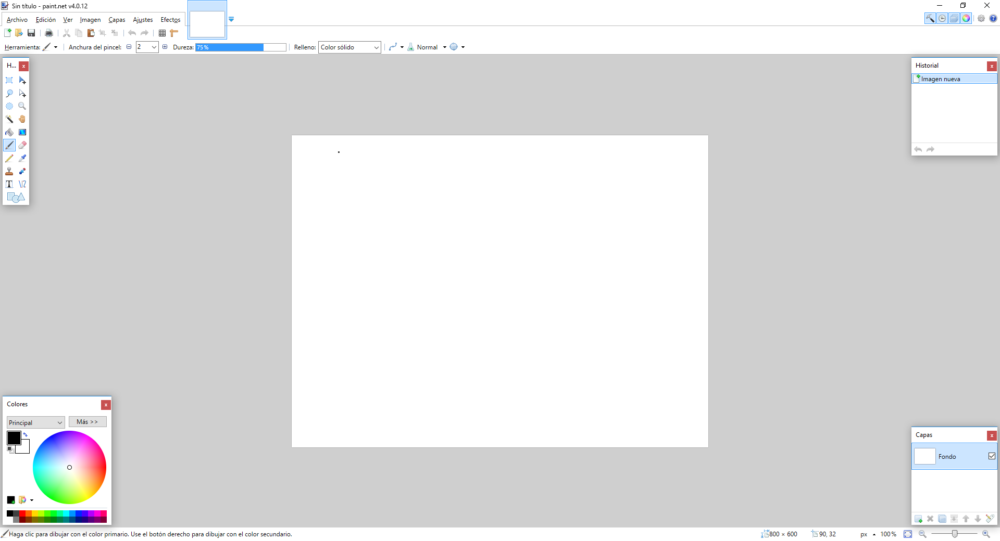 Sin título - paint.net v4.0.12
Archivo Edición Ver Imagen Capas Ajustes Efectos
Herramienta: Anchura del pincel: 2 Dureza: 75% Relleno: Color sólido Normal
H... x
Historial x
Imagen nueva
Colores x
Principal Más >>
Capas x
Fondo
Haga clic para dibujar con el color primario. Use el botón derecho para dibujar con el color secundario. 800 × 600 90, 32 px 100%